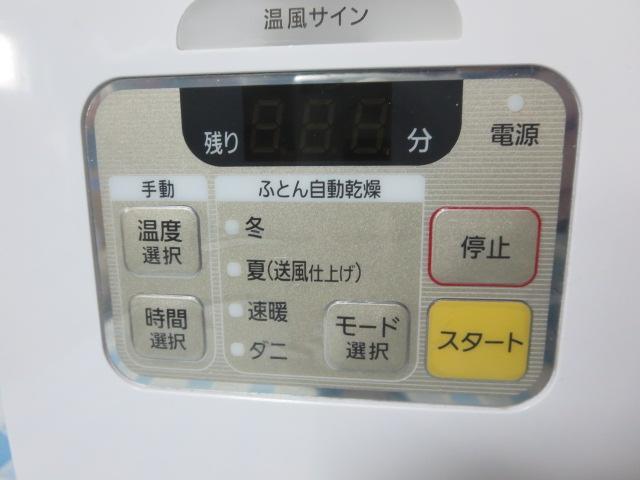 温風サイン
残り 分
電源
手動
温度
選択
時間
選択
ふとん自動乾燥
冬
夏(送風仕上げ)
速暖
ダニ
モード
選択
停止
スタート